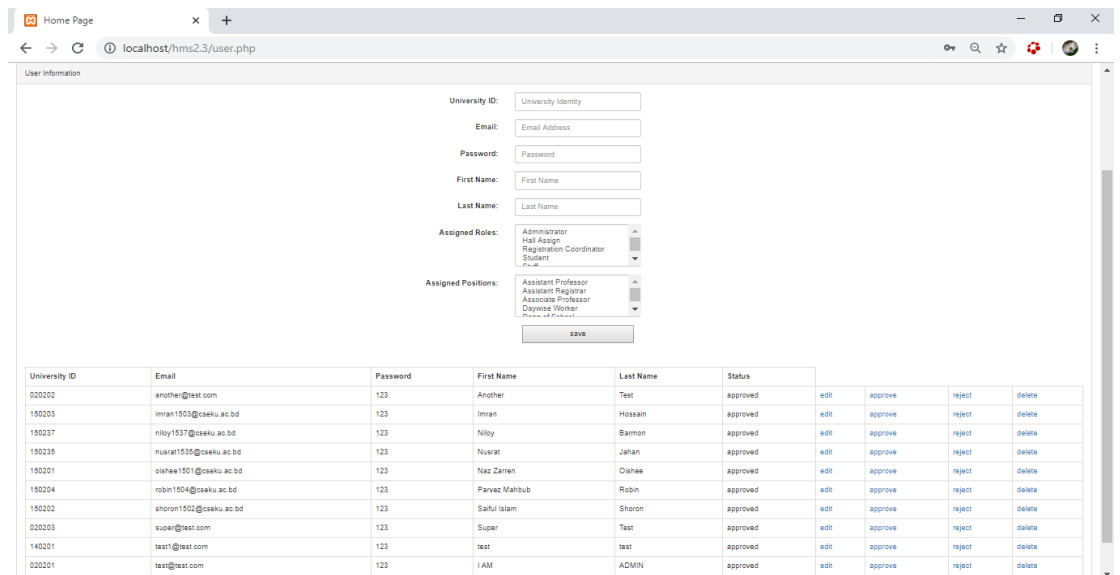 Home Page
localhost/hms2.3/user.php
User Information
University ID: University Identity
Email: Email Address
Password: Password
First Name: First Name
Last Name: Last Name
Assigned Roles: Administrator
Hall Assign
Registration Coordinator
Student
Assigned Positions: Assistant Professor
Assistant Registrar
Associate Professor
Daywise Worker
save
University ID Email Password First Name Last Name Status
020202 another@test.com 123 Another Test approved edit approve reject delete
150203 imran1503@cseku.ac.bd 123 Imran Hossain approved edit approve reject delete
150237 niloy1537@cseku.ac.bd 123 Niloy Barmon approved edit approve reject delete
150235 nusrat1535@cseku.ac.bd 123 Nusrat Jahan approved edit approve reject delete
150201 oishee1501@cseku.ac.bd 123 Naz Zarren Oishee approved edit approve reject delete
150204 robin1504@cseku.ac.bd 123 Parvez Mahbub Robin approved edit approve reject delete
150202 shoron1502@cseku.ac.bd 123 Saiful Islam Shoron approved edit approve reject delete
020203 super@test.com 123 Super Test approved edit approve reject delete
140201 test1@test.com 123 test test approved edit approve reject delete
020201 test@test.com 123 I AM ADMIN approved edit approve reject delete